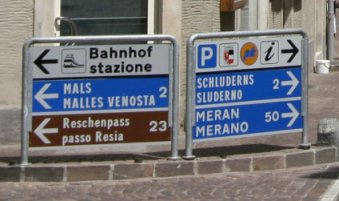 Bahnhof
stazione
MALS
MALLES VENOSTA 2
Reschenpass
passo Resia 23
P i
SCHLUDERNS
SLUDERNO 2
MERAN
MERANO 50